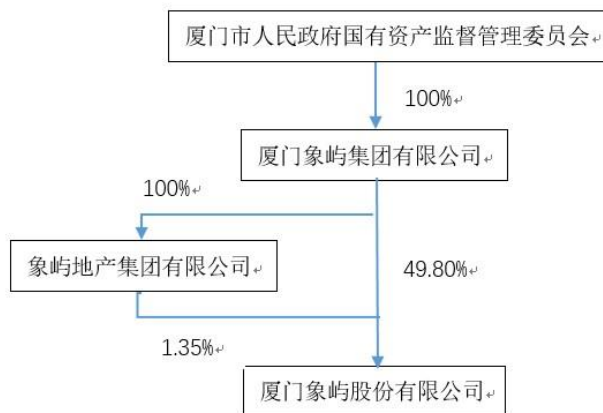 厦门市人民政府国有资产监督管理委员会
100%
厦门象屿集团有限公司
100%
象屿地产集团有限公司
49.80%
1.35%
厦门象屿股份有限公司